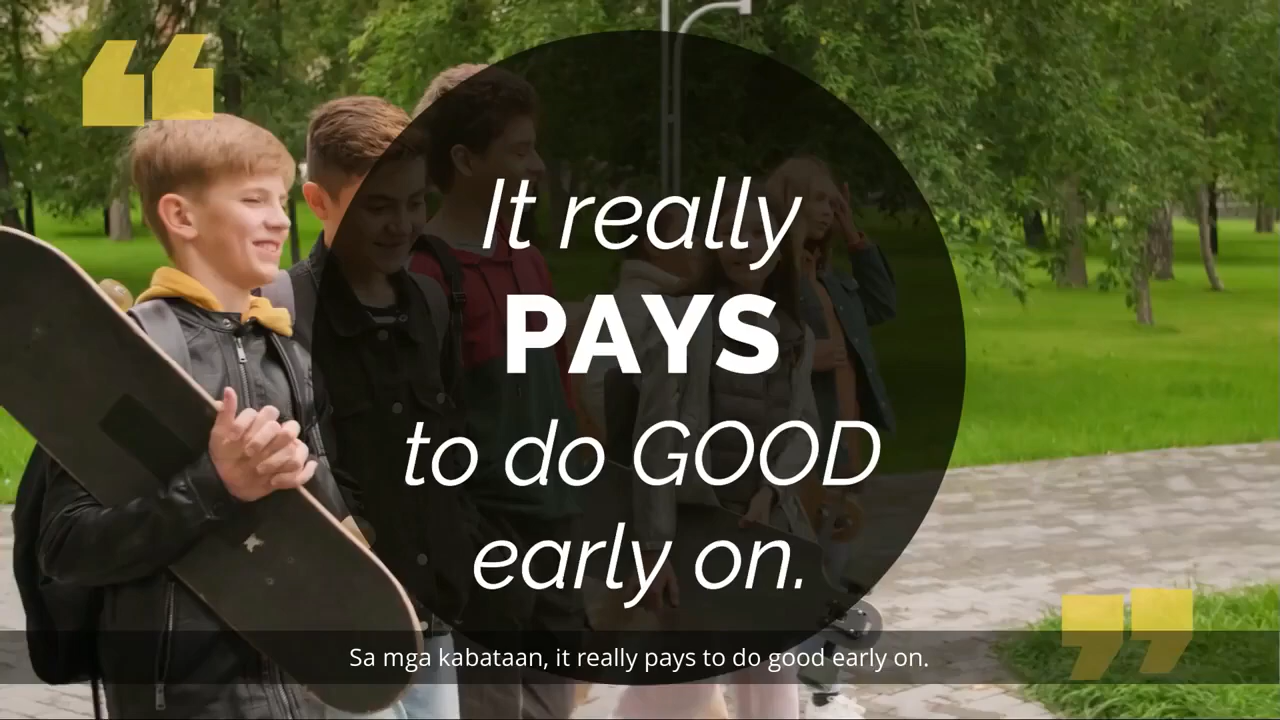 It really
PAYS
to do GOOD
early on.
Sa mga kabataan, it really pays to do good early on.